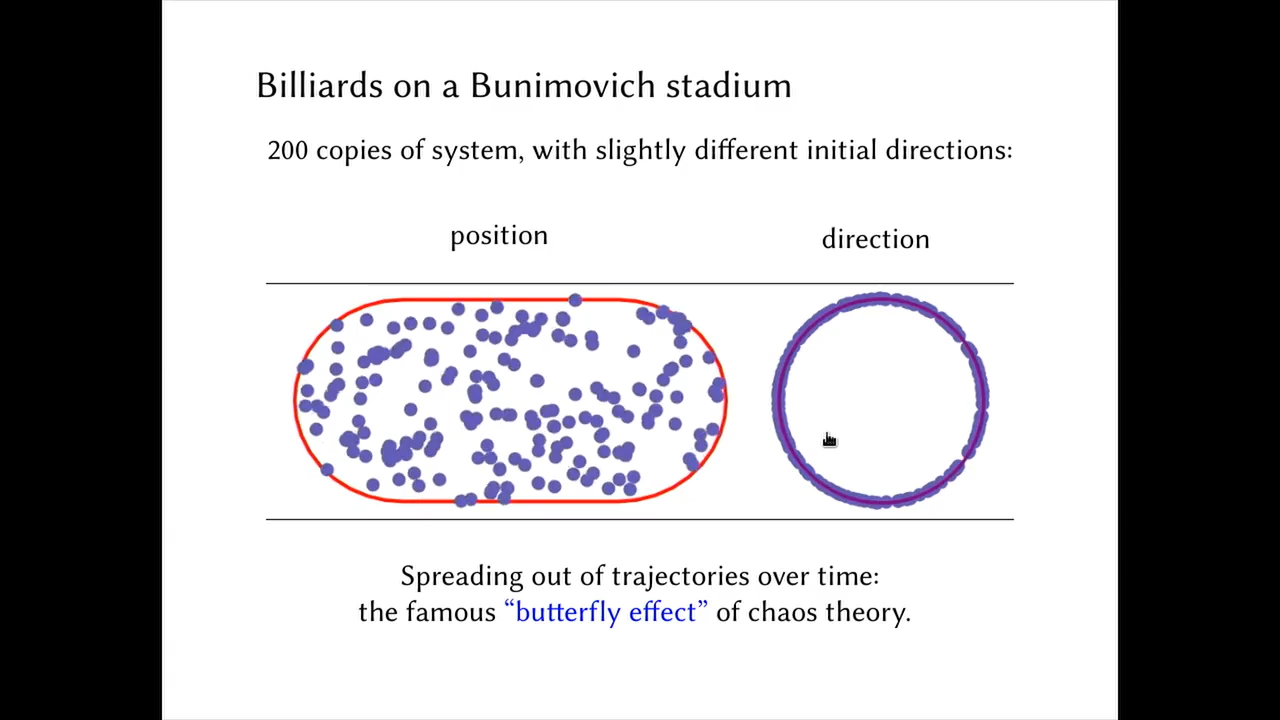 Billiards on a Bunimovich stadium
200 copies of system, with slightly different initial directions:
position
direction
Spreading out of trajectories over time:
the famous “butterfly effect” of chaos theory.